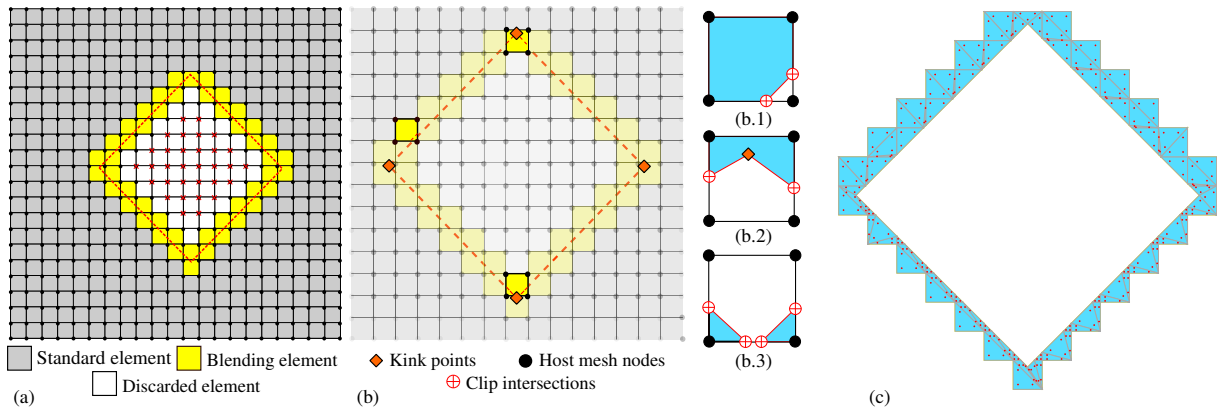 (b.1)
(b.2)
(b.3)
Standard element
Blending element
Discarded element
(a)
Kink points
Host mesh nodes
Clip intersections
(b)
(c)